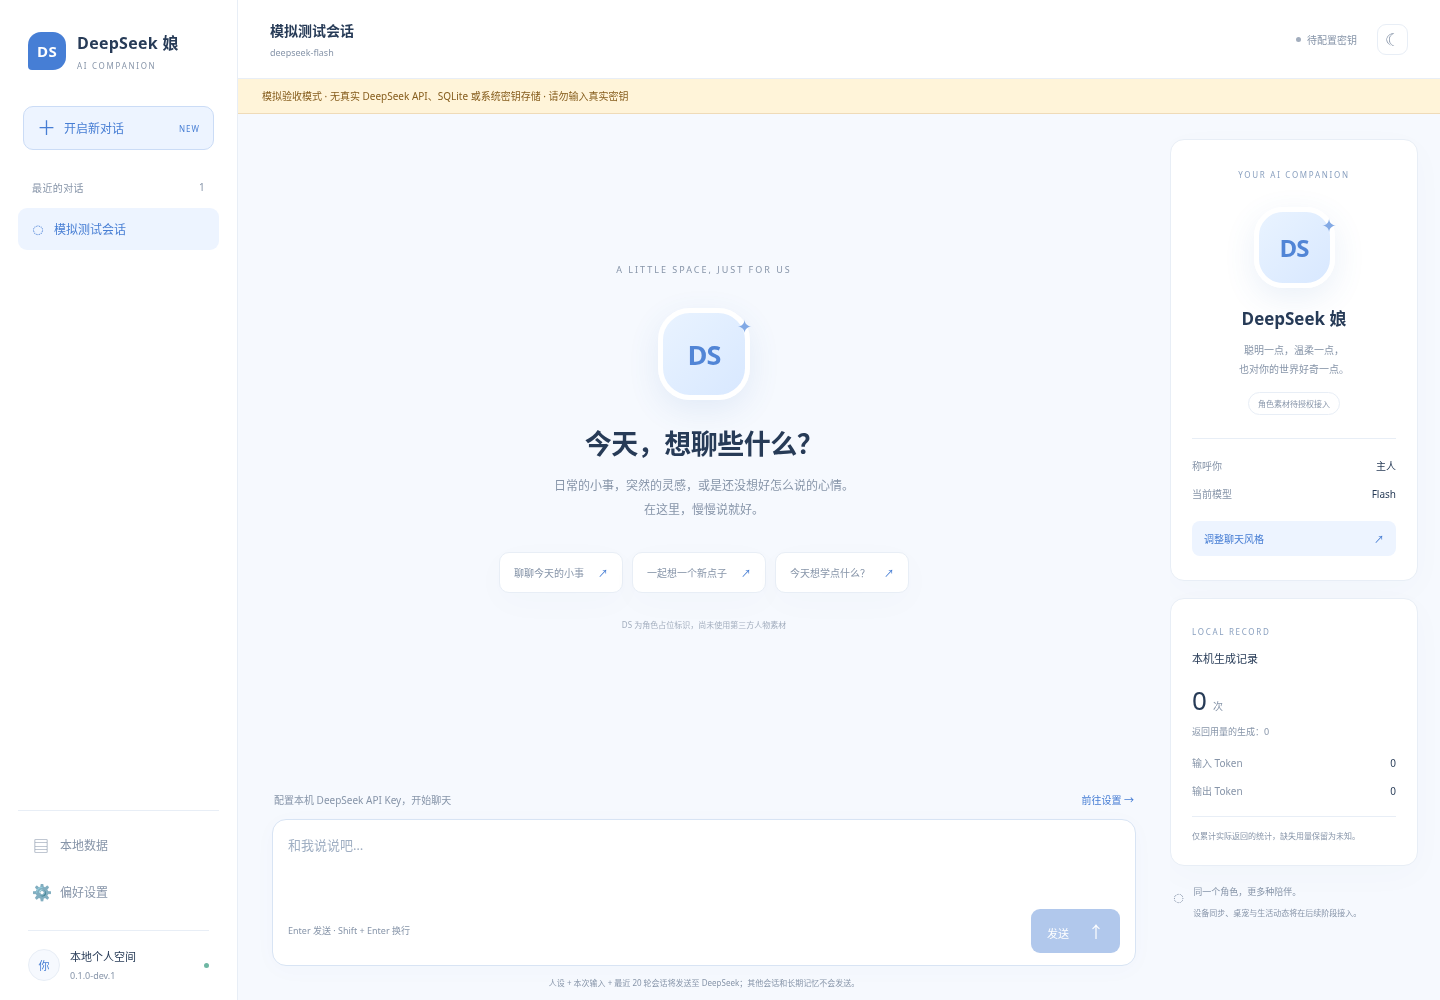 DS
DeepSeek 娘
AI COMPANION
开启新对话 NEW
最近的对话 1
模拟测试会话
本地数据
偏好设置
你
本地个人空间
0.1.0-dev.1
模拟测试会话
deepseek-flash
待配置密钥
模拟验收模式 · 无真实 DeepSeek API、SQLite 或系统密钥存储 · 请勿输入真实密钥
A LITTLE SPACE, JUST FOR US
DS
今天，想聊些什么？
日常的小事，突然的灵感，或是还没想好怎么说的心情。
在这里，慢慢说就好。
聊聊今天的小事 ↗
一起想一个新点子 ↗
今天想学点什么？ ↗
DS 为角色占位标识，尚未使用第三方人物素材
配置本机 DeepSeek API Key，开始聊天
前往设置 →
和我说说吧...
Enter 发送 · Shift + Enter 换行
发送 ↑
人设 + 本次输入 + 最近 20 轮会话将发送至 DeepSeek；其他会话和长期记忆不会发送。
YOUR AI COMPANION
DS
DeepSeek 娘
聪明一点，温柔一点，
也对你的世界好奇一点。
角色素材待授权接入
称呼你 主人
当前模型 Flash
调整聊天风格 ↗
LOCAL RECORD
本机生成记录
0 次
返回用量的生成：0
输入 Token 0
输出 Token 0
仅累计实际返回的统计，缺失用量保留为未知。
同一个角色，更多种陪伴。
设备同步、桌宠与生活动态将在后续阶段接入。